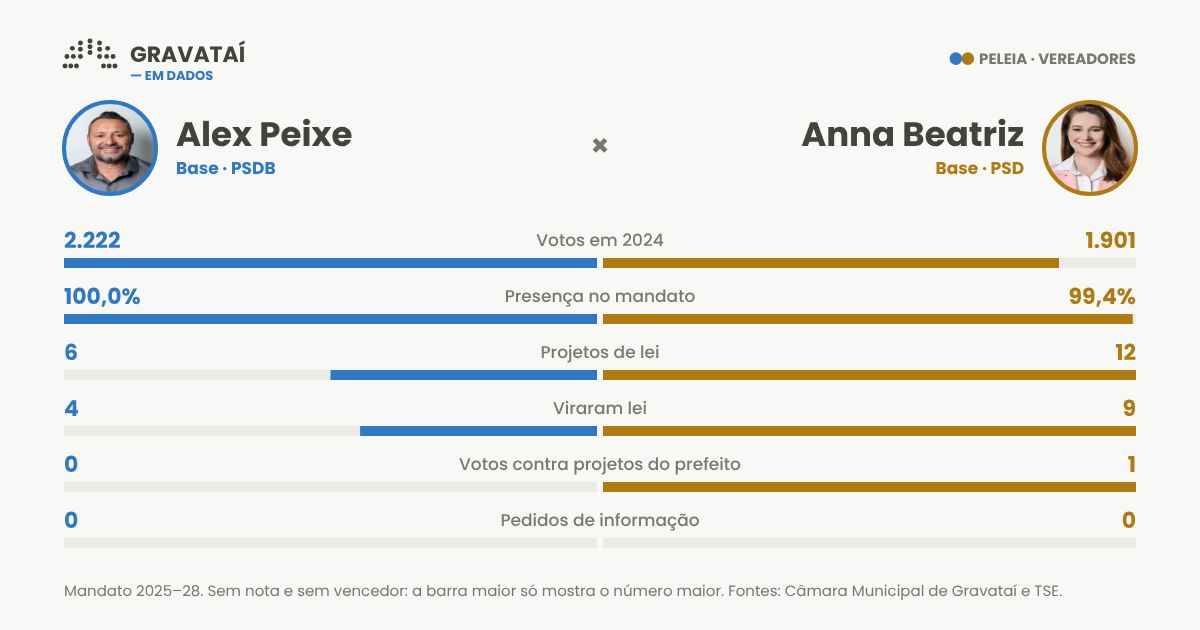 GRAVATAÍ
— EM DADOS
PELEIA · VEREADORES
Alex Peixe
Base · PSDB
×
Anna Beatriz
Base · PSD
2.222 Votos em 2024 1.901
100,0% Presença no mandato 99,4%
6 Projetos de lei 12
4 Viraram lei 9
0 Votos contra projetos do prefeito 1
0 Pedidos de informação 0
Mandato 2025–28. Sem nota e sem vencedor: a barra maior só mostra o número maior. Fontes: Câmara Municipal de Gravataí e TSE.